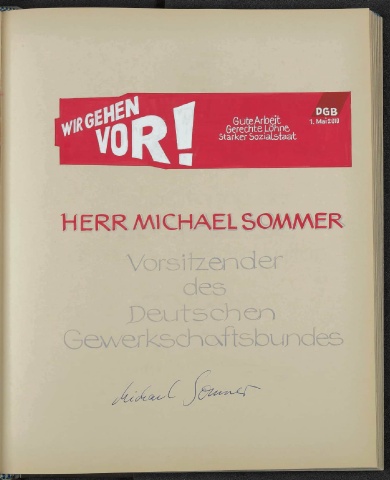 WIR GEHEN
VOR!
Gute Arbeit
Gerechte Löhne
Starker Sozialstaat
DGB
1. Mai 2010
HERR MICHAEL SOMMER
Vorsitzender
des
Deutschen
Gewerkschaftsbundes
Michael Sommer